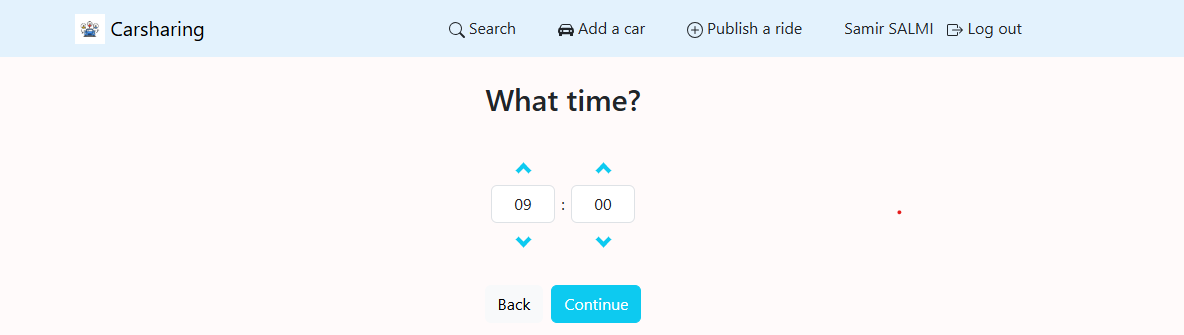 Carsharing Search Add a car Publish a ride Samir SALMI Log out
What time?
09 : 00
Back Continue